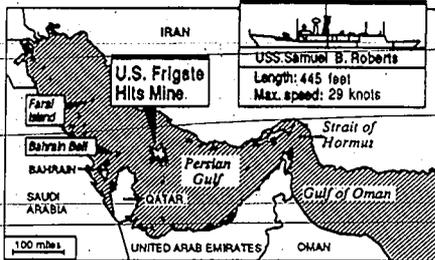 IRAN
U.S. Frigate
Hits Mine
USS Samuel B. Roberts
Length: 445 feet
Max. speed: 29 knots
Farsi
Island
Bahrain Bell
BAHRAIN
SAUDI
ARABIA
QATAR
Persian
Gulf
Strait of
Hormuz
Gulf of Oman
100 miles
UNITED ARAB EMIRATES
OMAN